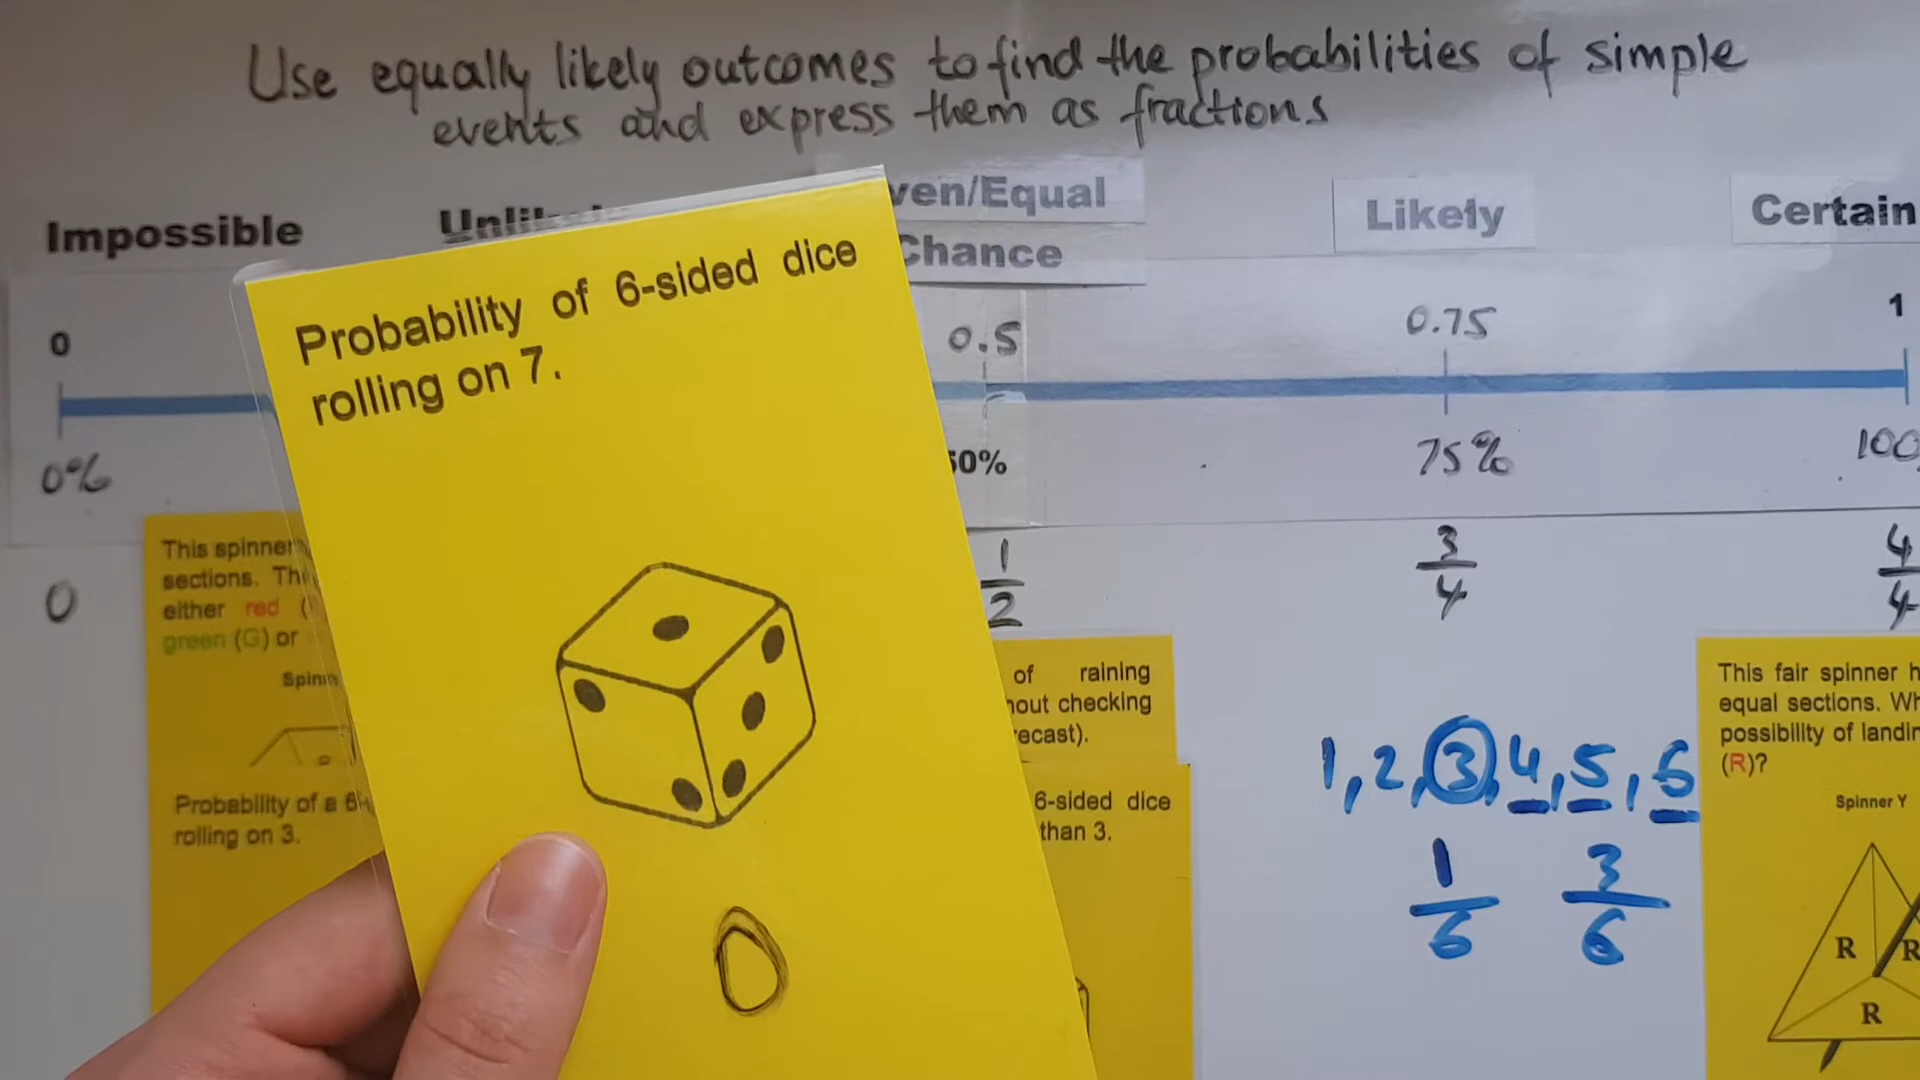 Use equally likely outcomes to find the probabilities of simple
events and express them as fractions
Impossible
Chance
Likely
Certain
0
0.5
0.75
1
0%
75%
0
1/2
3/4
4/4
Probability of 6-sided dice
rolling on 7.
0
This spinner
sections.
either red
green (G) or
Probability of a
rolling on 3.
of raining
checking
6-sided dice
than 3.
1, 2, 3, 4, 5, 6
1/6 3/6
This fair spinner
equal sections.
possibility of
(R)?
Spinner Y
R
R
R